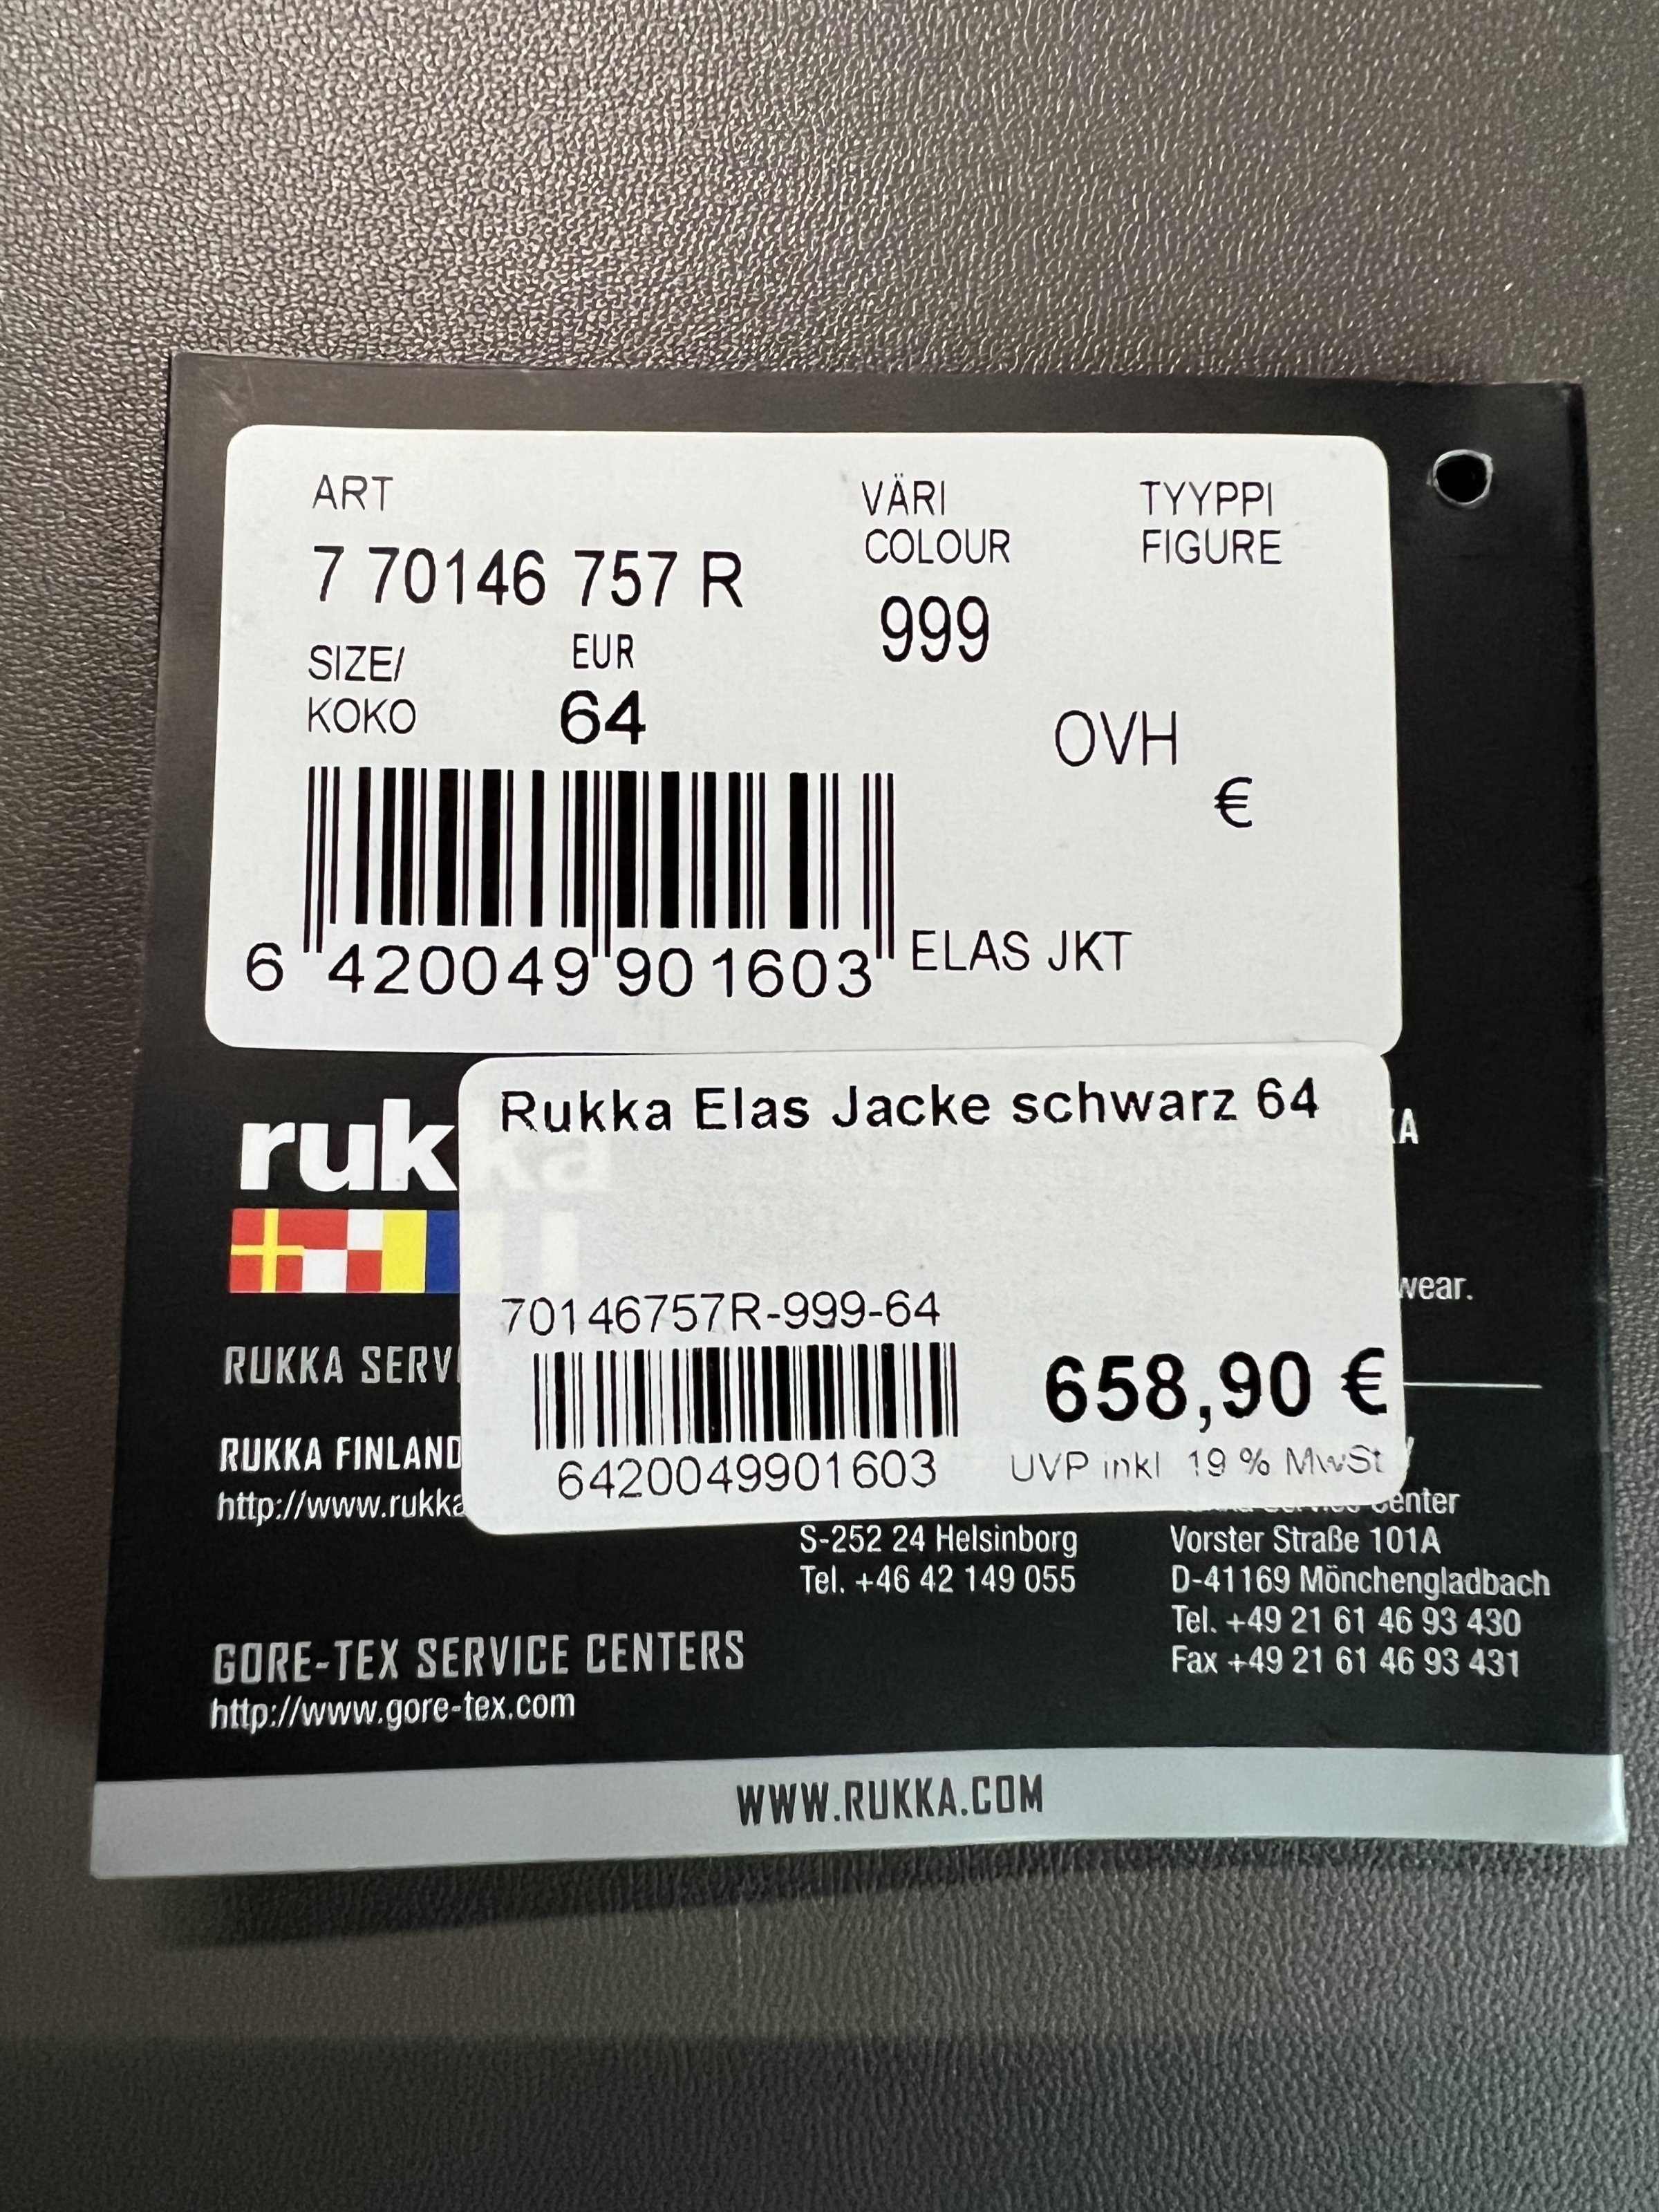 ART
VÄRI
COLOUR
TYYPPI
FIGURE
7 70146 757 R
999
SIZE/
KOKO
EUR
64
OVH
€
6 420049 901603
ELAS JKT
Rukka Elas Jacke schwarz 64
70146757R-999-64
658,90 €
6420049901603
UVP inkl 19 % MwSt
rukka
wear.
RUKKA SERVI
RUKKA FINLAND
http://www.rukka
S-252 24 Helsinborg
Tel. +46 42 149 055
Vorster Straße 101A
D-41169 Mönchengladbach
Tel. +49 21 61 46 93 430
Fax +49 21 61 46 93 431
GORE-TEX SERVICE CENTERS
http://www.gore-tex.com
WWW.RUKKA.COM